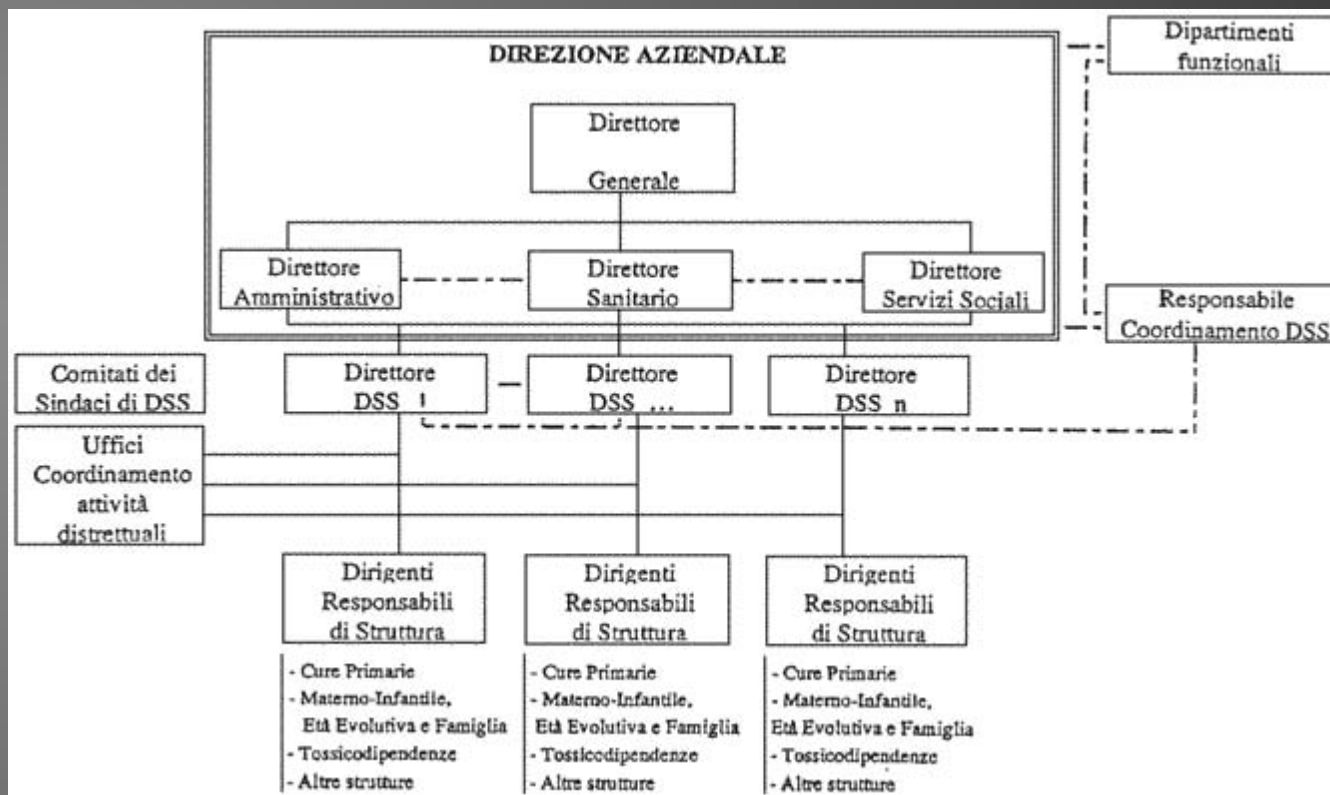 DIREZIONE AZIENDALE
Dipartimenti
funzionali
Direttore
Generale
Direttore
Amministrativo
Direttore
Sanitario
Direttore
Servizi Sociali
Responsabile
Coordinamento DSS
Comitati dei
Sindaci di DSS
Direttore
DSS 1
Direttore
DSS ...
Direttore
DSS n
Uffici
Coordinamento
attività
distrettuali
Dirigenti
Responsabili
di Struttura
- Cure Primarie
- Materno-Infantile,
Età Evolutiva e Famiglia
- Tossicodipendenze
- Altre strutture
Dirigenti
Responsabili
di Struttura
- Cure Primarie
- Materno-Infantile,
Età Evolutiva e Famiglia
- Tossicodipendenze
- Altre strutture
Dirigenti
Responsabili
di Struttura
- Cure Primarie
- Materno-Infantile,
Età Evolutiva e Famiglia
- Tossicodipendenze
- Altre strutture